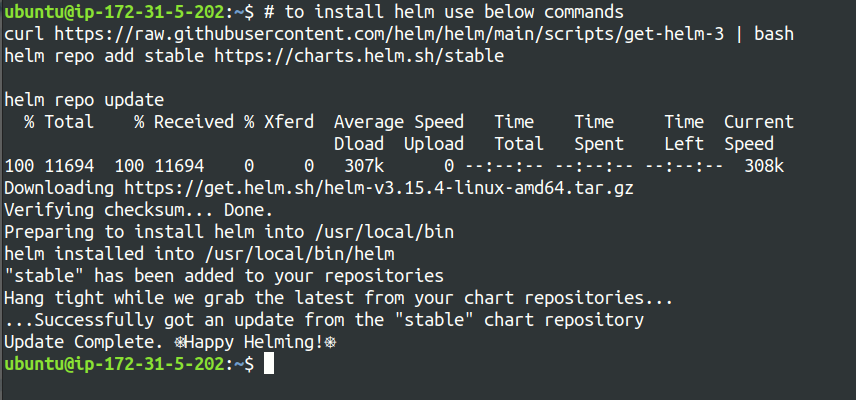 ubuntu@ip-172-31-5-202:~$ # to install helm use below commands
curl https://raw.githubusercontent.com/helm/helm/main/scripts/get-helm-3 | bash
helm repo add stable https://charts.helm.sh/stable

helm repo update
  % Total    % Received % Xferd  Average Speed   Time    Time     Time  Current
                                 Dload  Upload   Total   Spent    Left  Speed
100 11694  100 11694    0     0   307k      0 --:--:-- --:--:-- --:--:--  308k
Downloading https://get.helm.sh/helm-v3.15.4-linux-amd64.tar.gz
Verifying checksum... Done.
Preparing to install helm into /usr/local/bin
helm installed into /usr/local/bin/helm
"stable" has been added to your repositories
Hang tight while we grab the latest from your chart repositories...
...Successfully got an update from the "stable" chart repository
Update Complete. ⎈Happy Helming!⎈
ubuntu@ip-172-31-5-202:~$